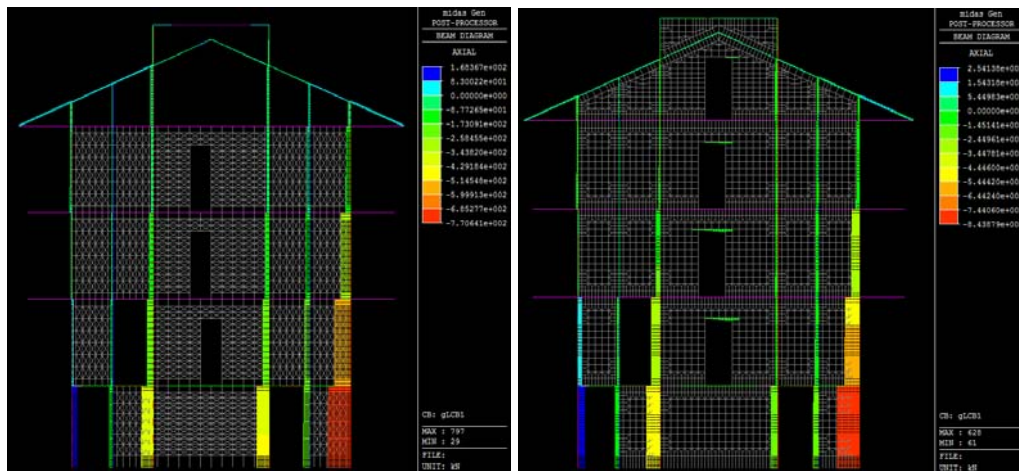 midas Gen
POST-PROCESSOR
BEAM DIAGRAM
AXIAL
1.68367e+002
8.30022e+001
0.00000e+000
-8.77265e+001
-1.73091e+002
-2.58455e+002
-3.43820e+002
-4.29184e+002
-5.14548e+002
-5.99913e+002
-6.85277e+002
-7.70641e+002
CB: gLCB1
MAX : 797
MIN : 29
FILE:
UNIT: kN
midas Gen
POST-PROCESSOR
BEAM DIAGRAM
AXIAL
2.54138e+002
1.54318e+002
5.44983e+001
0.00000e+000
-1.45141e+002
-2.44961e+002
-3.44781e+002
-4.44600e+002
-5.44420e+002
-6.44240e+002
-7.44060e+002
-8.43879e+002
CB: gLCB1
MAX : 628
MIN : 61
FILE:
UNIT: kN